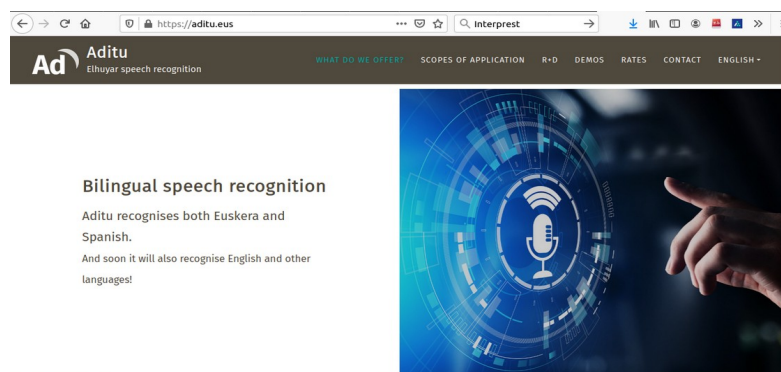 https://aditu.eus
Interprest
Ad
Aditu
Elhuyar speech recognition
WHAT DO WE OFFER? SCOPES OF APPLICATION R+D DEMOS RATES CONTACT ENGLISH
Bilingual speech recognition
Aditu recognises both Euskera and
Spanish.
And soon it will also recognise English and other
languages!